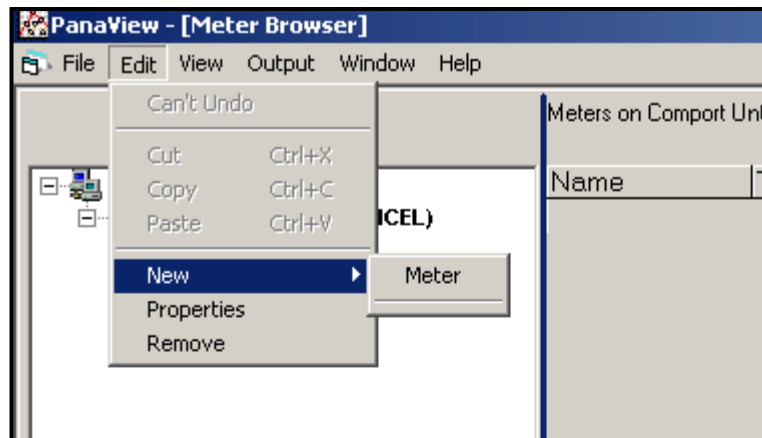 PanaView - [Meter Browser]
File Edit View Output Window Help
Can't Undo
Meters on Comport
Cut Ctrl+X
Copy Ctrl+C
Name
Paste Ctrl+V
ICEL)
New
Meter
Properties
Remove